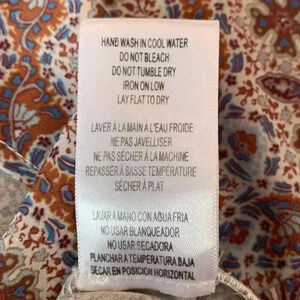 HAND WASH IN COOL WATER
DO NOT BLEACH
DO NOT TUMBLE DRY
IRON ON LOW
LAY FLAT TO DRY
LAVER À LA MAIN A L'EAU FROIDE
NE PAS JAVELLISER
NE PAS SÉCHER À LA MACHINE
REPASSER À BASSE TEMPÉRATURE
SÉCHER À PLAT
LAVAR A MANO CON AGUA FRIA
NO USAR BLANQUEADOR
NO USAR SECADORA
PLANCHAR A TEMPERATURA BAJA
SECAR EN POSICIÓN HORIZONTAL